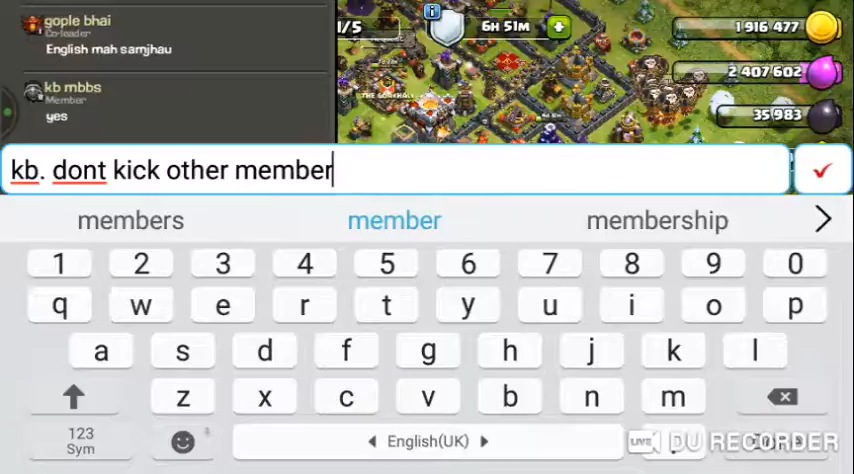 gople bhai
Co-leader
English mah samjhau
kb mbbs
Member
yes
1/5
6H 51M
1 916 477
2 407 602
35 983
kb. dont kick other member
members member membership
1 2 3 4 5 6 7 8 9 0
q w e r t y u i o p
a s d f g h j k l
z x c v b n m
123
Sym
English(UK)
LIVE DU RECORDER